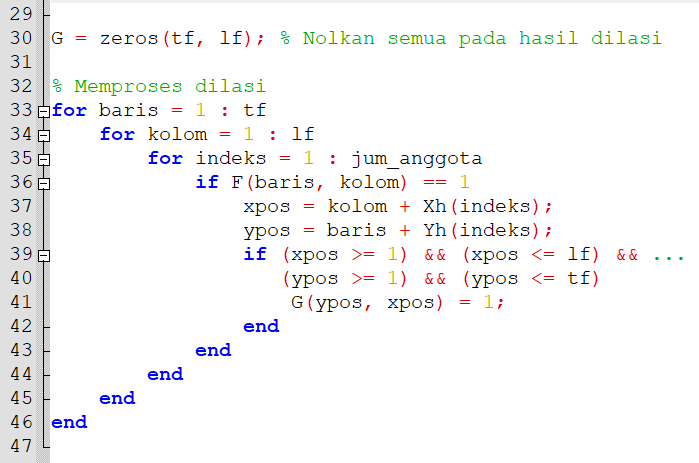 29
30 G = zeros(tf, lf); % Nolkan semua pada hasil dilasi
31
32 % Memproses dilasi
33 for baris = 1 : tf
34     for kolom = 1 : lf
35         for indeks = 1 : jum_anggota
36             if F(baris, kolom) == 1
37                 xpos = kolom + Xh(indeks);
38                 ypos = baris + Yh(indeks);
39                 if (xpos >= 1) && (xpos <= lf) && ...
40                    (ypos >= 1) && (ypos <= tf)
41                     G(ypos, xpos) = 1;
42                 end
43             end
44         end
45     end
46 end
47